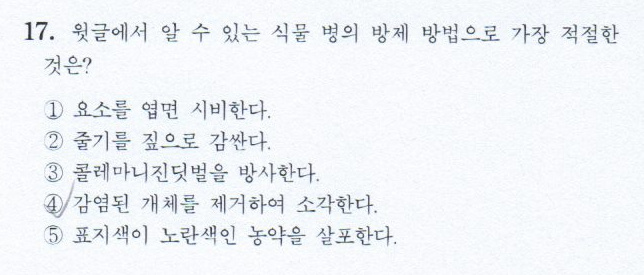 17. 윗글에서 알 수 있는 식물 병의 방제 방법으로 가장 적절한
것은?
① 요소를 엽면 시비한다.
② 줄기를 짚으로 감싼다.
③ 콜레마니진딧벌을 방사한다.
④ 감염된 개체를 제거하여 소각한다.
⑤ 표지색이 노란색인 농약을 살포한다.